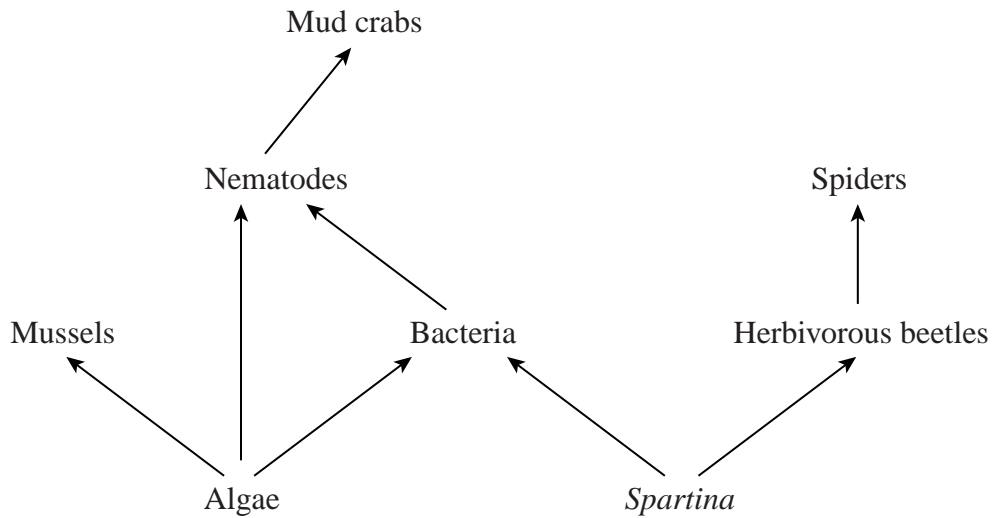 Mud crabs
Nematodes
Spiders
Mussels
Bacteria
Herbivorous beetles
Algae
Spartina